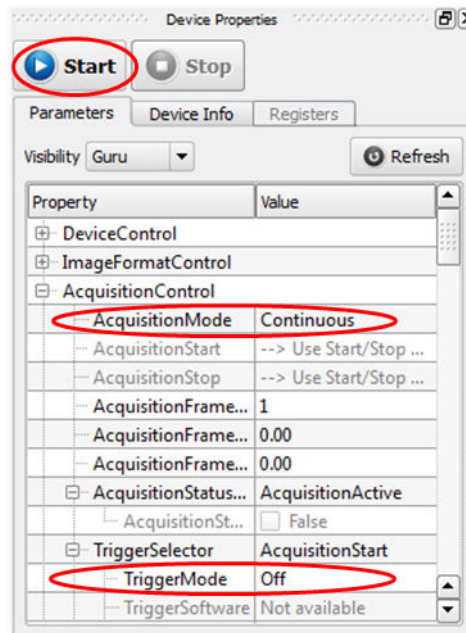 Device Properties
Start Stop
Parameters Device Info Registers
Visibility Guru Refresh
Property Value
DeviceControl
ImageFormatControl
AcquisitionControl
AcquisitionMode Continuous
AcquisitionStart --> Use Start/Stop ...
AcquisitionStop --> Use Start/Stop ...
AcquisitionFrame... 1
AcquisitionFrame... 0.00
AcquisitionFrame... 0.00
AcquisitionStatus... AcquisitionActive
AcquisitionSt... False
TriggerSelector AcquisitionStart
TriggerMode Off
TriggerSoftware Not available